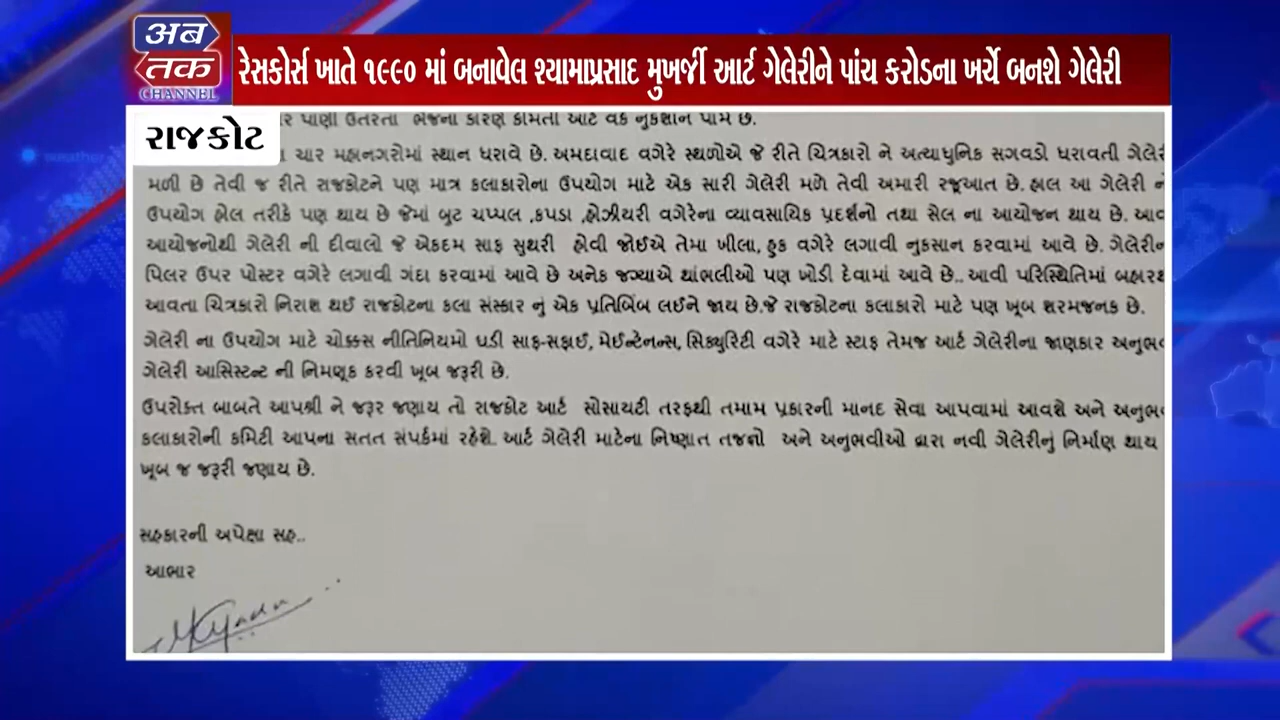 અબ
તક
CHANNEL
રેસકોર્સ ખાતે ૧૯૯૦ માં બનાવેલ શ્યામાપ્રસાદ મુખર્જી આર્ટ ગેલેરીને પાંચ કરોડના ખર્ચે બનશે ગેલેરી
રાજકોટ
પાણી ઉતરતા ભેજના કારણે કીમતી આર્ટ વર્ક નુકશાન પામે છે.
ચાર મહાનગરોમાં સ્થાન ધરાવે છે. અમદાવાદ વગેરે સ્થળોએ જે રીતે ચિત્રકારો ને અત્યાધુનિક સગવડો ધરાવતી ગેલેરી
મળી છે તેવી જ રીતે રાજકોટને પણ માત્ર કલાકારોના ઉપયોગ માટે એક સારી ગેલેરી મળે તેવી અમારી રજૂઆત છે. હાલ આ ગેલેરી નો
ઉપયોગ હોલ તરીકે પણ થાય છે જેમાં બુટ ચપ્પલ ,કપડા ,હોઝીયરી વગેરેના વ્યાવસાયિક પ્રદર્શનો તથા સેલ ના આયોજન થાય છે. આવ
આયોજનોથી ગેલેરી ની દીવાલો જે એકદમ સાફ સુથરી હોવી જોઈએ તેમા ખીલા, હુક વગેરે લગાવી નુકસાન કરવામાં આવે છે. ગેલેરીન
પિલર ઉપર પોસ્ટર વગેરે લગાવી ગંદા કરવામાં આવે છે અનેક જગ્યાએ થાંભલીઓ પણ ખોડી દેવામાં આવે છે.. આવી પરિસ્થિતિમાં બહારથ
આવતા ચિત્રકારો નિરાશ થઈ રાજકોટના કલા સંસ્કાર નું એક પ્રતિબિંબ લઈને જાય છે.જે રાજકોટના કલાકારો માટે પણ ખૂબ શરમજનક છે.
ગેલેરી ના ઉપયોગ માટે ચોક્કસ નીતિનિયમો ઘડી સાફ-સફાઈ, મેઈન્ટેનન્સ, સિક્યુરિટી વગેરે માટે સ્ટાફ તેમજ આર્ટ ગેલેરીના જાણકાર અનુભવ
ગેલેરી આસિસ્ટન્ટ ની નિમણૂક કરવી ખૂબ જરૂરી છે.
ઉપરોક્ત બાબતે આપશ્રી ને જરૂર જણાય તો રાજકોટ આર્ટ સોસાયટી તરફથી તમામ પ્રકારની માનદ સેવા આપવામાં આવશે અને અનુભવ
કલાકારોની કમિટી આપના સતત સંપર્કમાં રહેશે. આર્ટ ગેલેરી માટેના નિષ્ણાત તજજ્ઞો અને અનુભવીઓ દ્વારા નવી ગેલેરીનું નિર્માણ થાય
ખૂબ જ જરૂરી જણાય છે.
સહકારની અપેક્ષા સહ..
આભાર